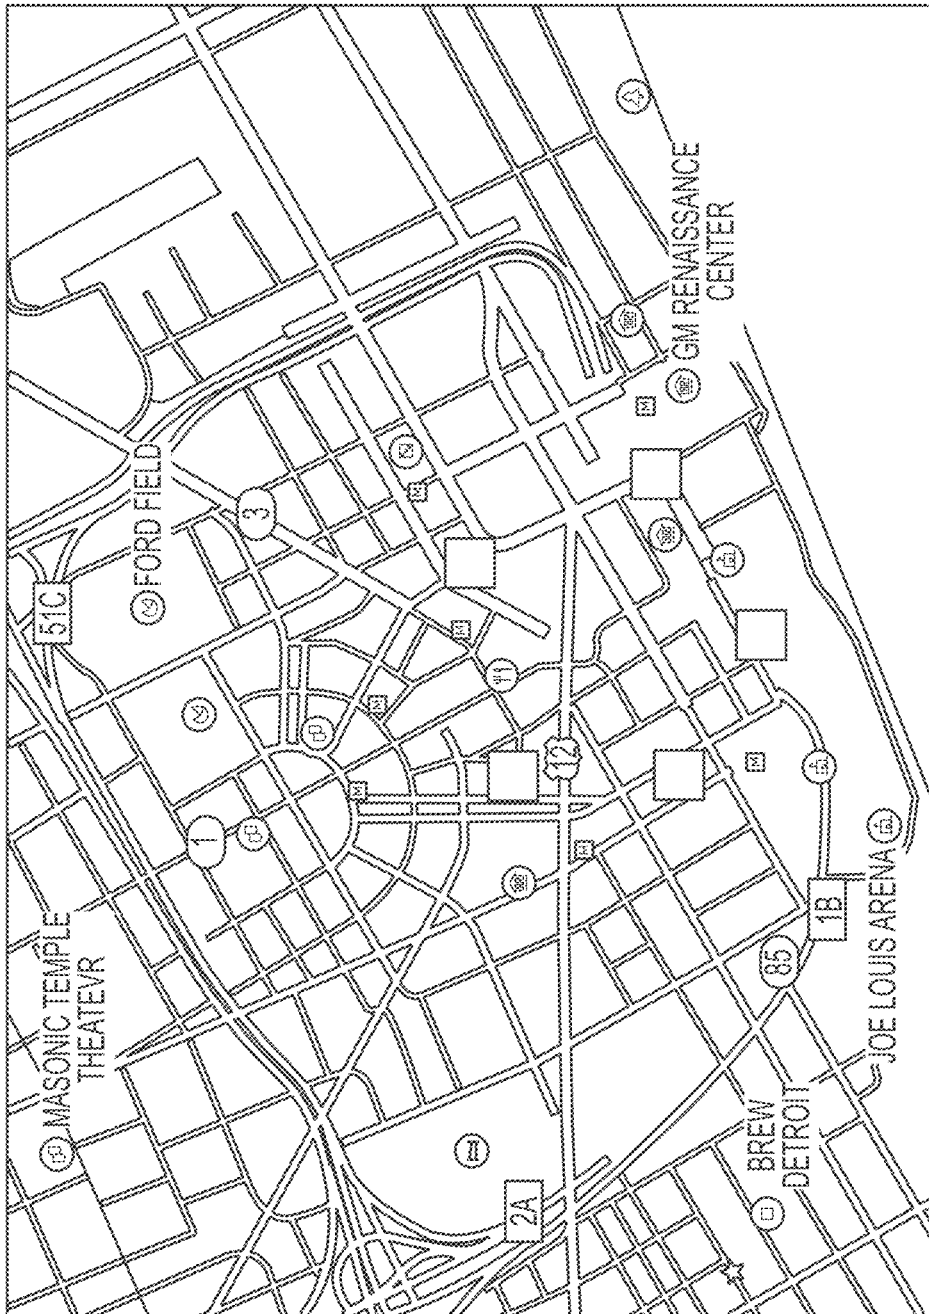 MASONIC TEMPLE
THEATEVR
51C
FORD FIELD
1
3
2A
12
M
M
M
M
M
M
GM RENAISSANCE
CENTER
85
1B
BREW
DETROIT
JOE LOUIS ARENA